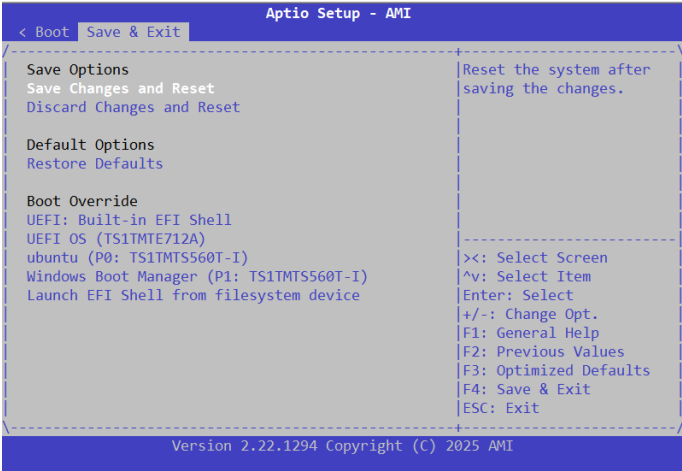 Aptio Setup - AMI
< Boot Save & Exit
Save Options
Save Changes and Reset
Discard Changes and Reset
Default Options
Restore Defaults
Boot Override
UEFI: Built-in EFI Shell
UEFI OS (TS1TMTE712A)
ubuntu (P0: TS1TMTS560T-I)
Windows Boot Manager (P1: TS1TMTS560T-I)
Launch EFI Shell from filesystem device
Reset the system after
saving the changes.
><: Select Screen
^v: Select Item
Enter: Select
+/-: Change Opt.
F1: General Help
F2: Previous Values
F3: Optimized Defaults
F4: Save & Exit
ESC: Exit
Version 2.22.1294 Copyright (C) 2025 AMI